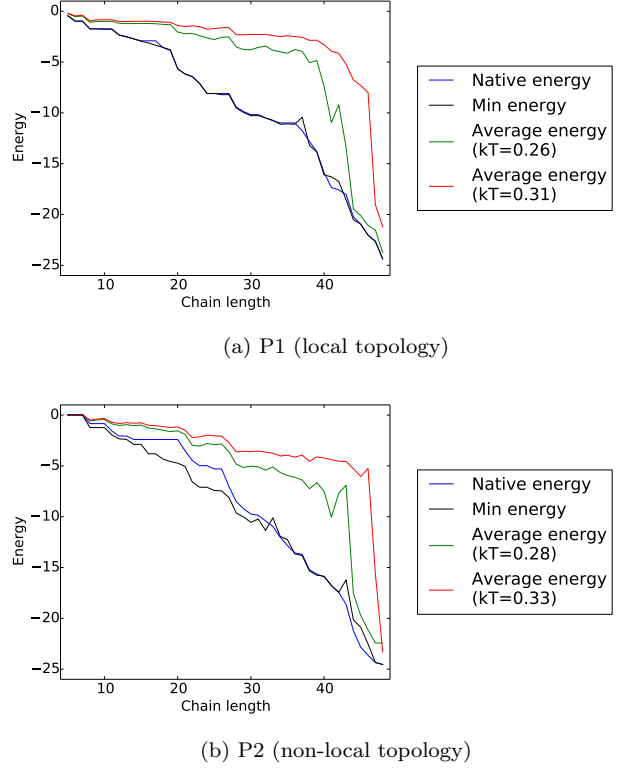 0
−5
−10
−15
−20
−25
Energy
10
20
30
40
Chain length
Native energy
Min energy
Average energy
(kT=0.26)
Average energy
(kT=0.31)
(a) P1 (local topology)
0
−5
−10
−15
−20
−25
Energy
10
20
30
40
Chain length
Native energy
Min energy
Average energy
(kT=0.28)
Average energy
(kT=0.33)
(b) P2 (non-local topology)